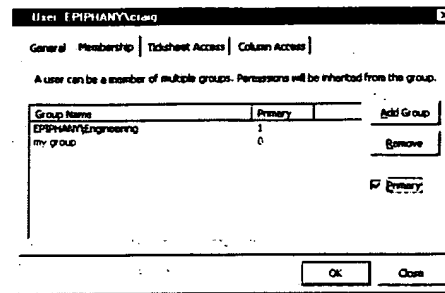 User: EPIPHANY\craig
General Membership Ticksheet Access Column Access
A user can be a member of multiple groups. Permissions will be inherited from the group.
Group Name Primary Add Group
EPIPHANY\Engineering 1
my group 0 Remove
Primary
OK Close